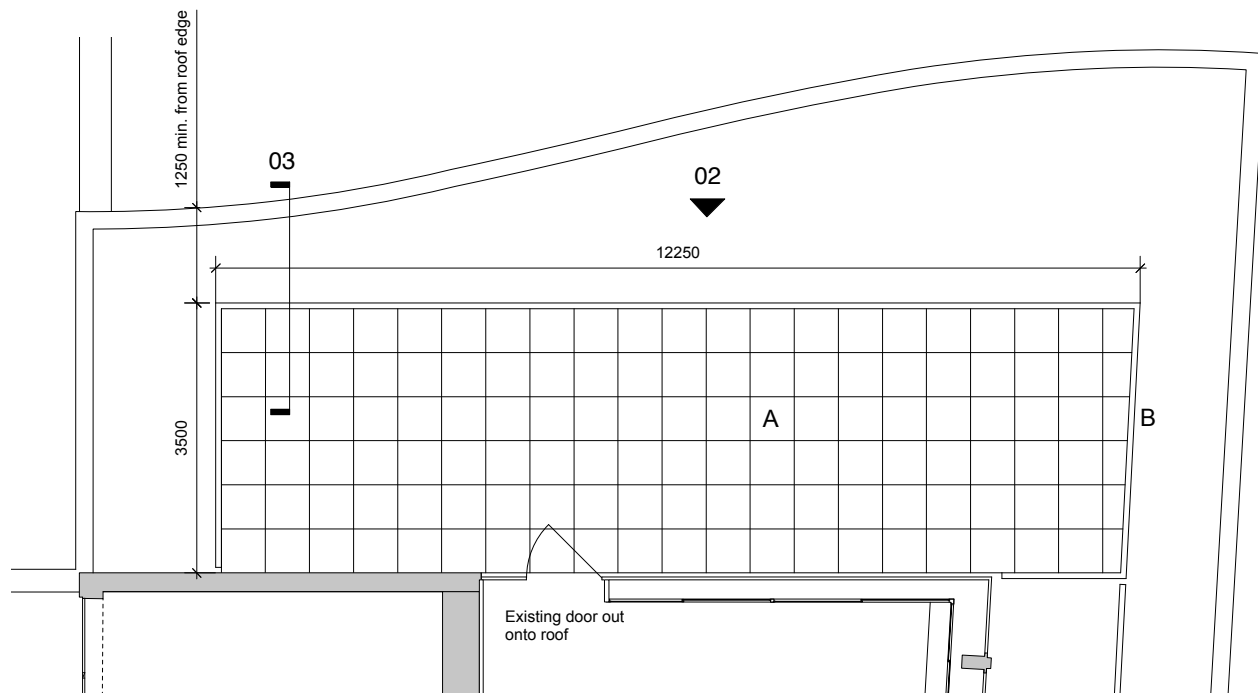 1250 min. from roof edge
03
02
12250
3500
A
B
Existing door out
onto roof